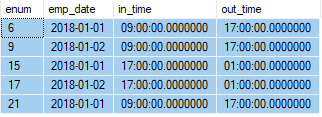 enum emp_date in_time out_time
6 2018-01-01 09:00:00.0000000 17:00:00.0000000
9 2018-01-02 09:00:00.0000000 17:00:00.0000000
15 2018-01-01 17:00:00.0000000 01:00:00.0000000
17 2018-01-02 17:00:00.0000000 01:00:00.0000000
21 2018-01-01 09:00:00.0000000 17:00:00.0000000